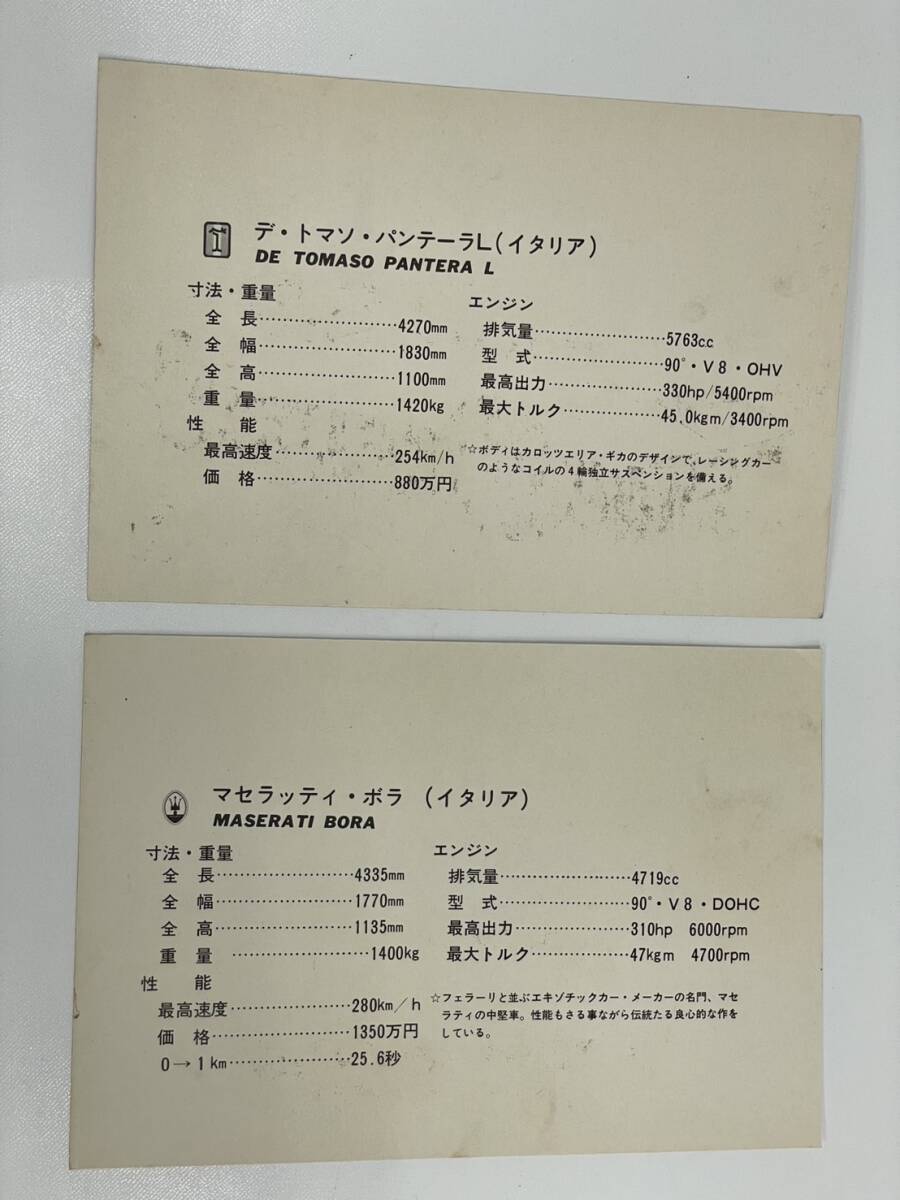 デ・トマソ・パンテーラL(イタリア)
DE TOMASO PANTERA L
寸法・重量
全 長……………………4270mm
全 幅……………………1830mm
全 高……………………1100mm
重 量……………………1420kg
性 能
最高速度…………………254km/h
価 格……………………880万円
エンジン
排気量……………………5763cc
型 式……………………90°・V8・OHV
最高出力…………………330hp/5400rpm
最大トルク………………45.0kgm/3400rpm
☆ボディはカロッツエリア・ギカのデザインで、レーシングカー
のようなコイルの4輪独立サスペンションを備える。
マセラッティ・ボラ (イタリア)
MASERATI BORA
寸法・重量
全 長……………………4335mm
全 幅……………………1770mm
全 高……………………1135mm
重 量 …………………1400kg
性 能
最高速度…………………280km/h
価 格……………………1350万円
0→1km…………………25.6秒
エンジン
排気量……………………4719cc
型 式……………………90°・V8・DOHC
最高出力…………………310hp 6000rpm
最大トルク………………47kgm 4700rpm
☆フェラーリと並ぶエキゾチックカー・メーカーの名門、マセ
ラティの中堅車。性能もさる事ながら伝統たる良心的な作を
している。